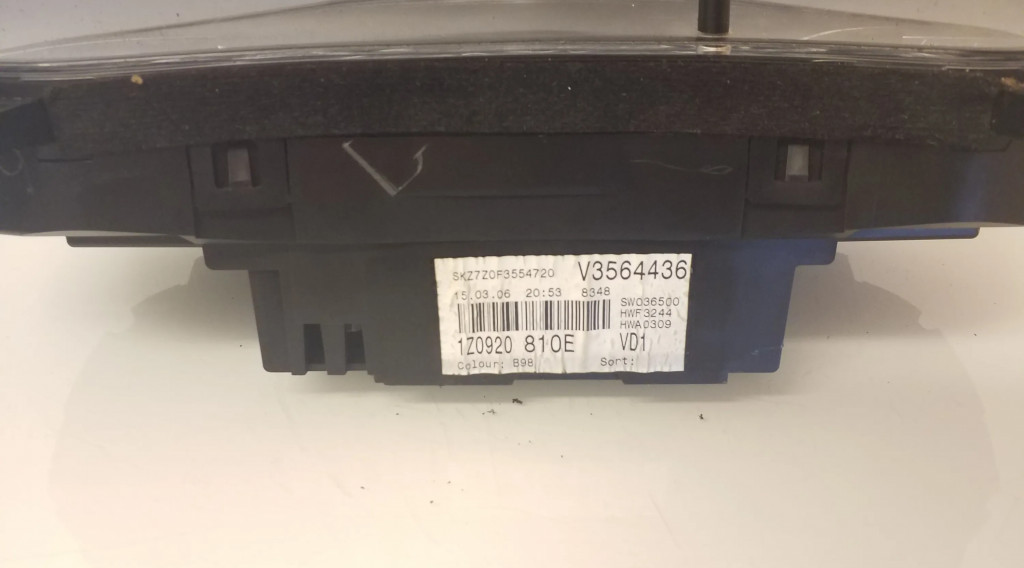 SKZ7Z0F3554720 V3564436
15.03.06 20:53 8348
SW036500
HWF3244
HWA0309
1Z0920 810E VD1
Colour: B98 Sort: